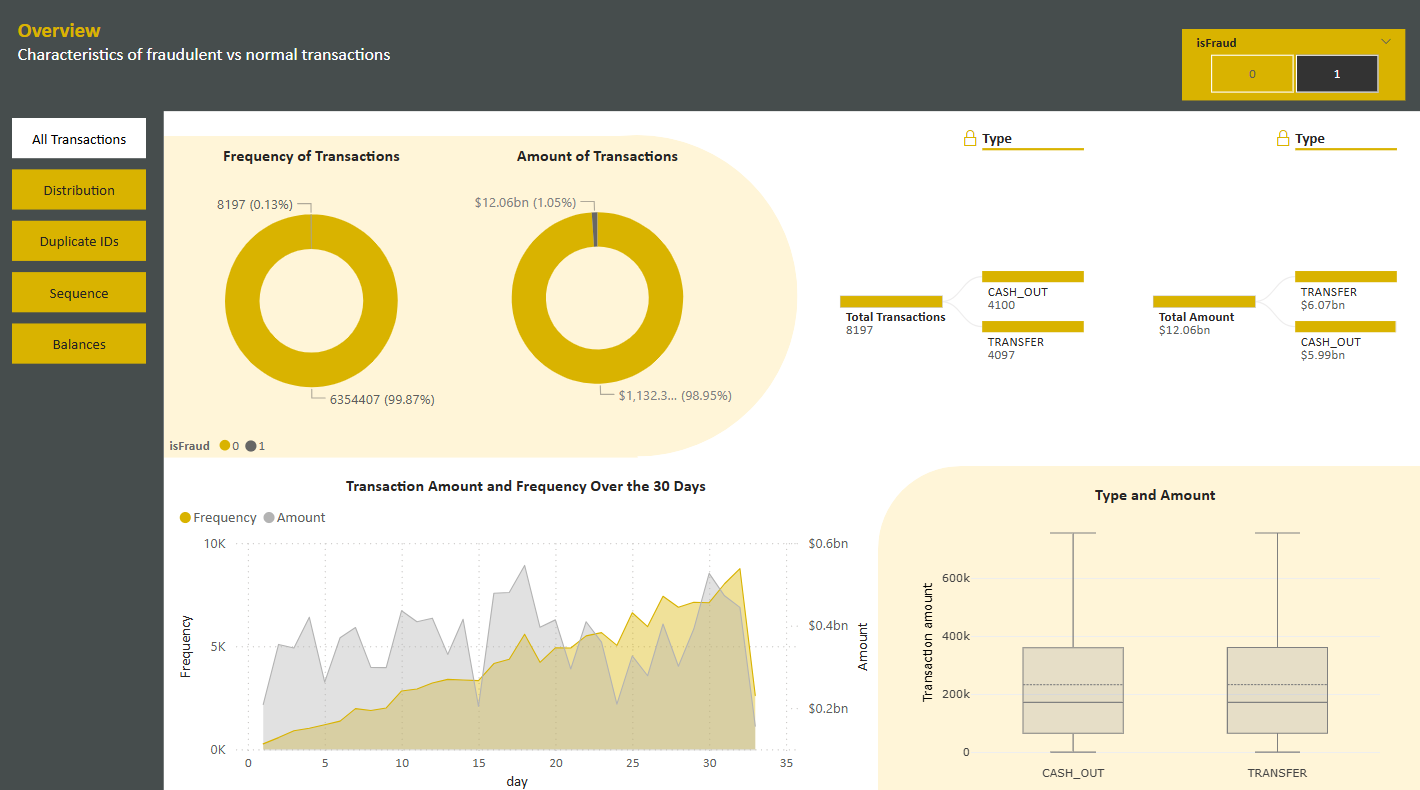 Overview
Characteristics of fraudulent vs normal transactions
isFraud
0
1
All Transactions
Distribution
Duplicate IDs
Sequence
Balances
Frequency of Transactions
8197 (0.13%)
6354407 (99.87%)
Amount of Transactions
$12.06bn (1.05%)
$1,132.3... (98.95%)
isFraud 0 1
Type
Total Transactions
8197
CASH_OUT
4100
TRANSFER
4097
Type
Total Amount
$12.06bn
TRANSFER
$6.07bn
CASH_OUT
$5.99bn
Transaction Amount and Frequency Over the 30 Days
Frequency Amount
10K
5K
0K
Frequency
$0.6bn
$0.4bn
$0.2bn
Amount
0 5 10 15 20 25 30 35
day
Type and Amount
Transaction amount
600k
400k
200k
0
CASH_OUT TRANSFER